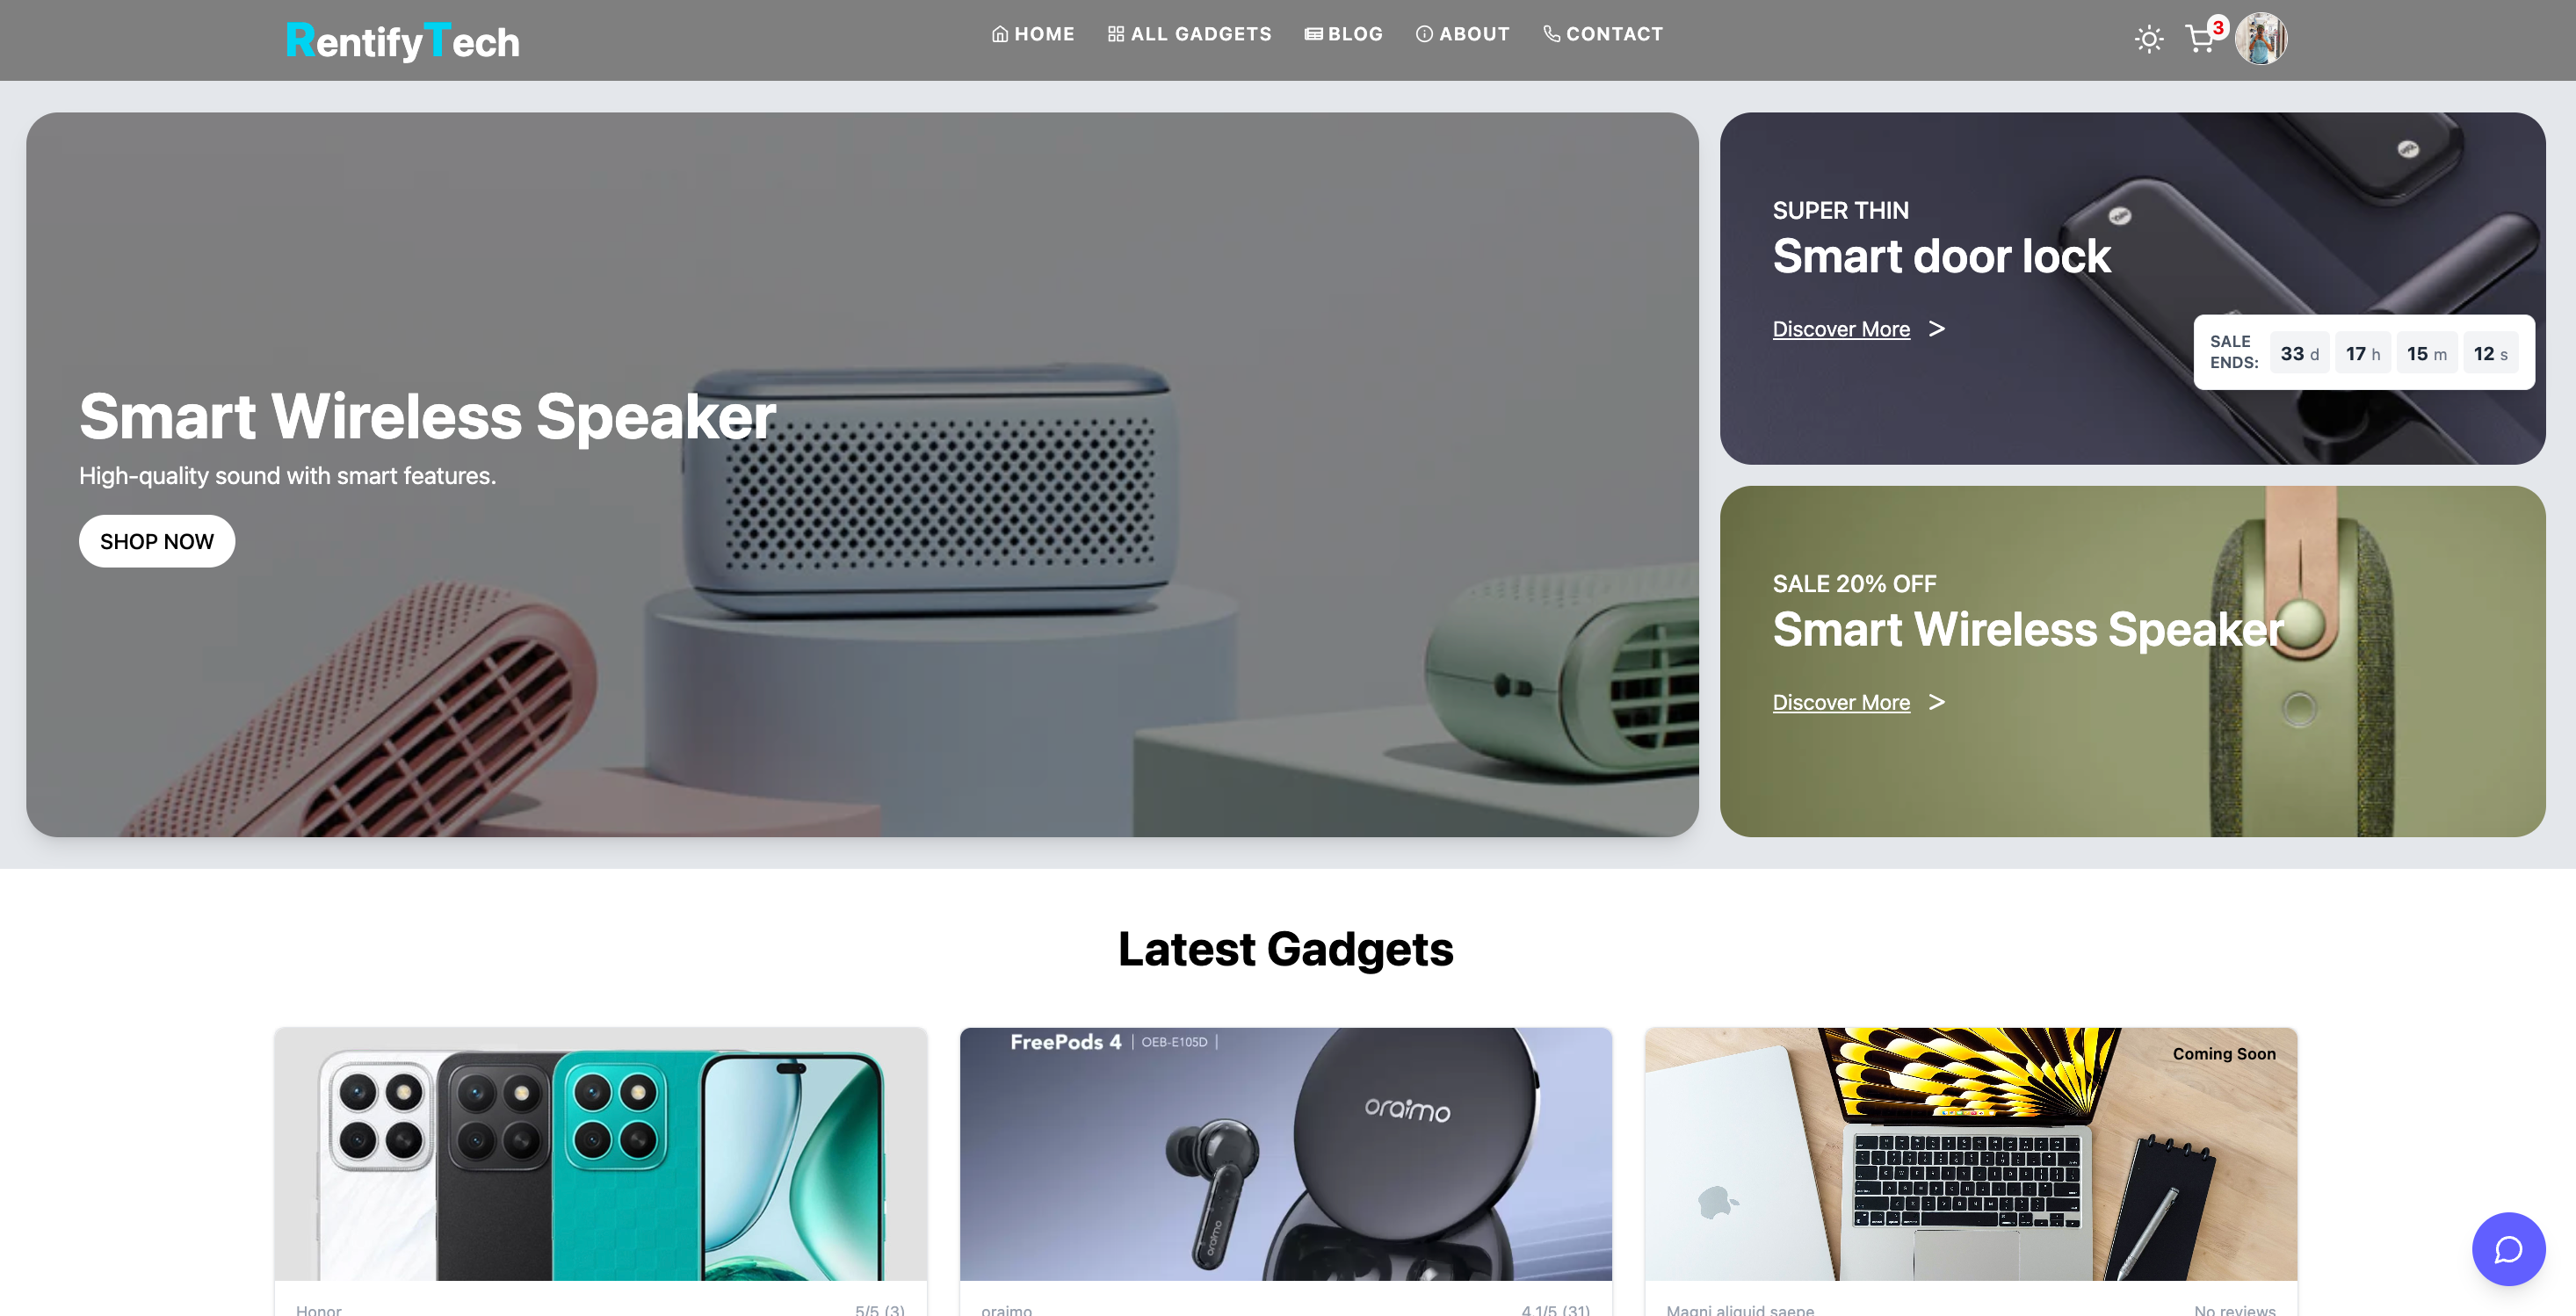 RentifyTech
HOME
ALL GADGETS
BLOG
ABOUT
CONTACT
3
Smart Wireless Speaker
High-quality sound with smart features.
SHOP NOW
SUPER THIN
Smart door lock
Discover More >
SALE
ENDS:
33 d 17 h 15 m 12 s
SALE 20% OFF
Smart Wireless Speaker
Discover More >
Latest Gadgets
FreePods 4 | OEB-E105D |
oraimo
oraimo
Coming Soon
Honor
5/5 (3)
oraimo
4.1/5 (31)
Magni aliquid saepe
No reviews